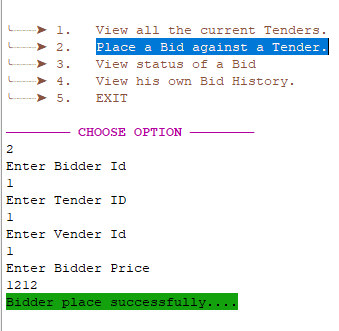 ╰┈➤ 1. View all the current Tenders.
╰┈➤ 2. Place a Bid against a Tender.
╰┈➤ 3. View status of a Bid
╰┈➤ 4. View his own Bid History.
╰┈➤ 5. EXIT
———————— CHOOSE OPTION ————————
2
Enter Bidder Id
1
Enter Tender ID
1
Enter Vender Id
1
Enter Bidder Price
1212
Bidder place successfully....